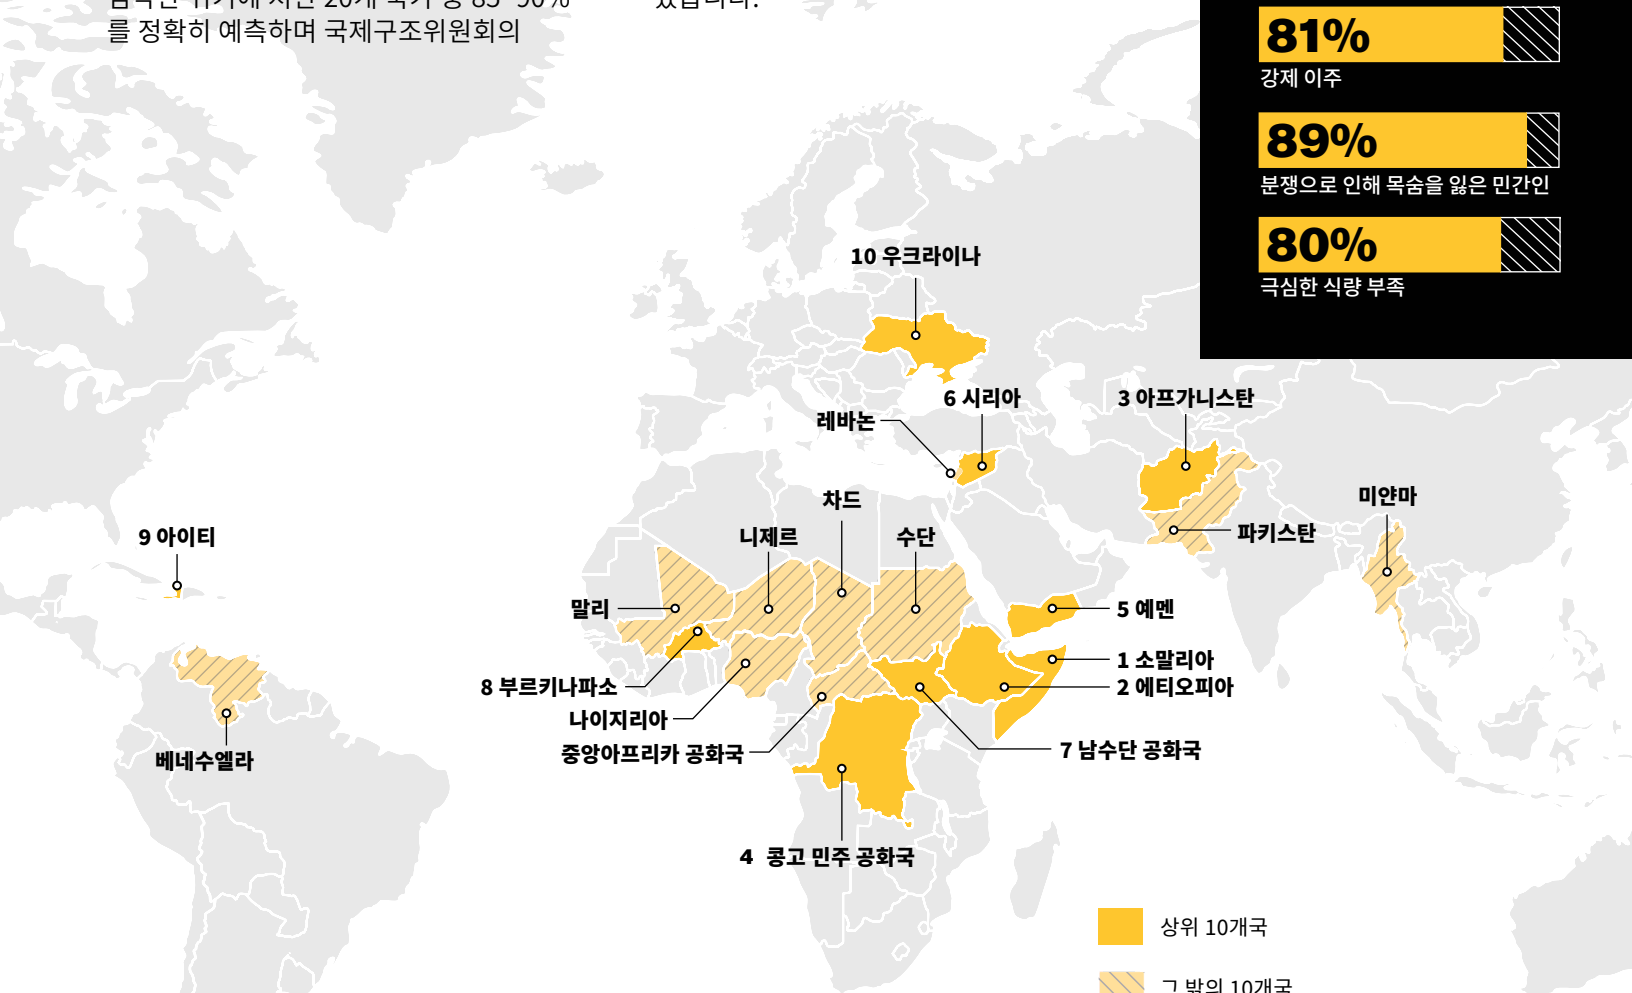 를 정확히 예측하며 국제구조위원회의
81%
강제 이주
89%
분쟁으로 인해 목숨을 잃은 민간인
80%
극심한 식량 부족
10 우크라이나
6 시리아
3 아프가니스탄
레바논
차드
미얀마
9 아이티
니제르
수단
파키스탄
말리
5 예멘
1 소말리아
8 부르키나파소
2 에티오피아
나이지리아
중앙아프리카 공화국
7 남수단 공화국
베네수엘라
4 콩고 민주 공화국
상위 10개국
그 밖의 10개국